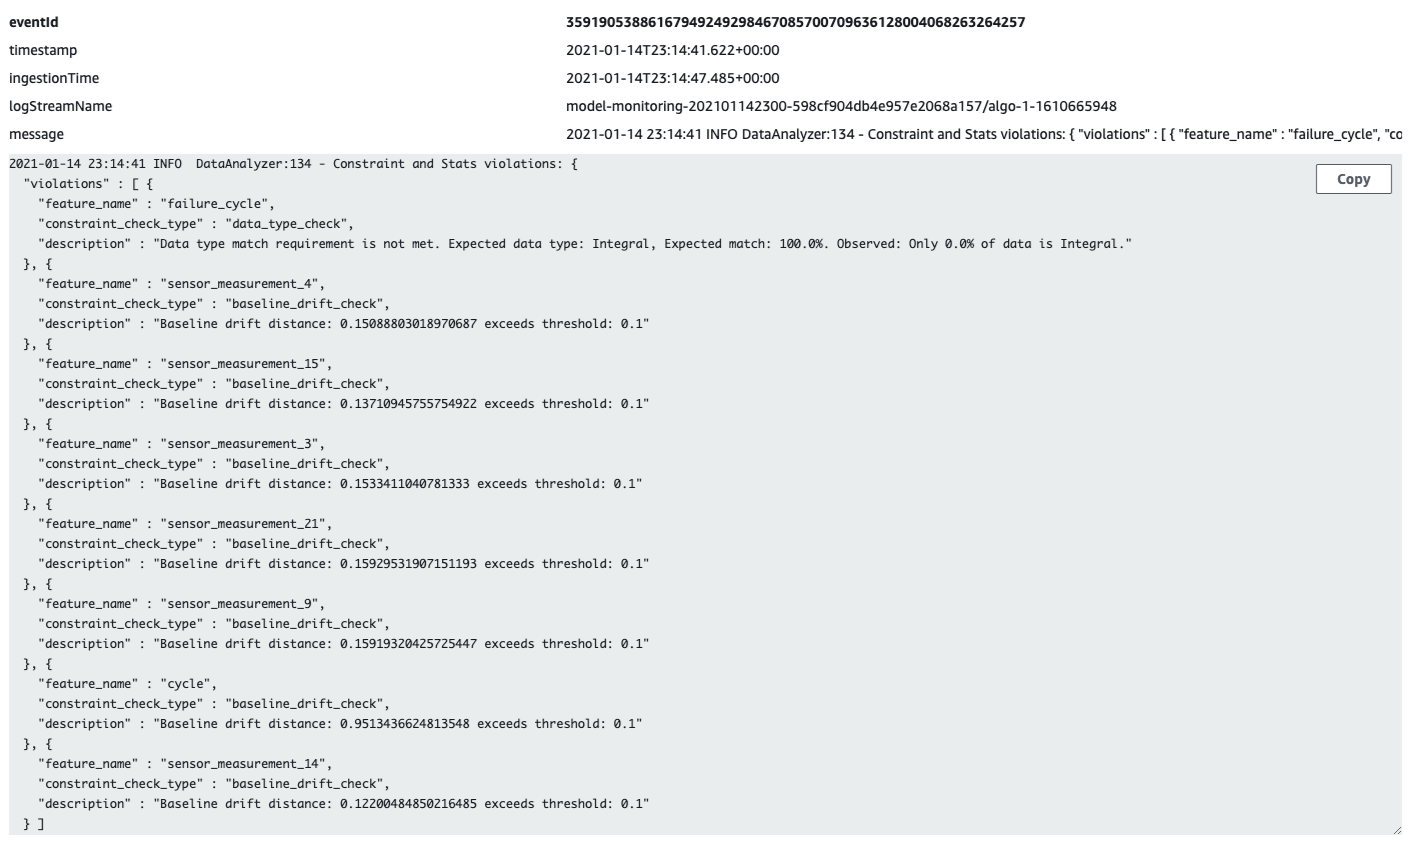 eventId 35919053886167949249298467085700709636128004068263264257
timestamp 2021-01-14T23:14:41.622+00:00
ingestionTime 2021-01-14T23:14:47.485+00:00
logStreamName model-monitoring-202101142300-598cf904db4e957e2068a157/algo-1-1610665948
message 2021-01-14 23:14:41 INFO DataAnalyzer:134 - Constraint and Stats violations: { "violations" : [ { "feature_name" : "failure_cycle", "co
2021-01-14 23:14:41 INFO  DataAnalyzer:134 - Constraint and Stats violations: {
Copy
  "violations" : [ {
    "feature_name" : "failure_cycle",
    "constraint_check_type" : "data_type_check",
    "description" : "Data type match requirement is not met. Expected data type: Integral, Expected match: 100.0%. Observed: Only 0.0% of data is Integral."
  }, {
    "feature_name" : "sensor_measurement_4",
    "constraint_check_type" : "baseline_drift_check",
    "description" : "Baseline drift distance: 0.15088803018970687 exceeds threshold: 0.1"
  }, {
    "feature_name" : "sensor_measurement_15",
    "constraint_check_type" : "baseline_drift_check",
    "description" : "Baseline drift distance: 0.13710945755754922 exceeds threshold: 0.1"
  }, {
    "feature_name" : "sensor_measurement_3",
    "constraint_check_type" : "baseline_drift_check",
    "description" : "Baseline drift distance: 0.1533411040781333 exceeds threshold: 0.1"
  }, {
    "feature_name" : "sensor_measurement_21",
    "constraint_check_type" : "baseline_drift_check",
    "description" : "Baseline drift distance: 0.15929531907151193 exceeds threshold: 0.1"
  }, {
    "feature_name" : "sensor_measurement_9",
    "constraint_check_type" : "baseline_drift_check",
    "description" : "Baseline drift distance: 0.15919320425725447 exceeds threshold: 0.1"
  }, {
    "feature_name" : "cycle",
    "constraint_check_type" : "baseline_drift_check",
    "description" : "Baseline drift distance: 0.9513436624813548 exceeds threshold: 0.1"
  }, {
    "feature_name" : "sensor_measurement_14",
    "constraint_check_type" : "baseline_drift_check",
    "description" : "Baseline drift distance: 0.12200484850216485 exceeds threshold: 0.1"
  } ]